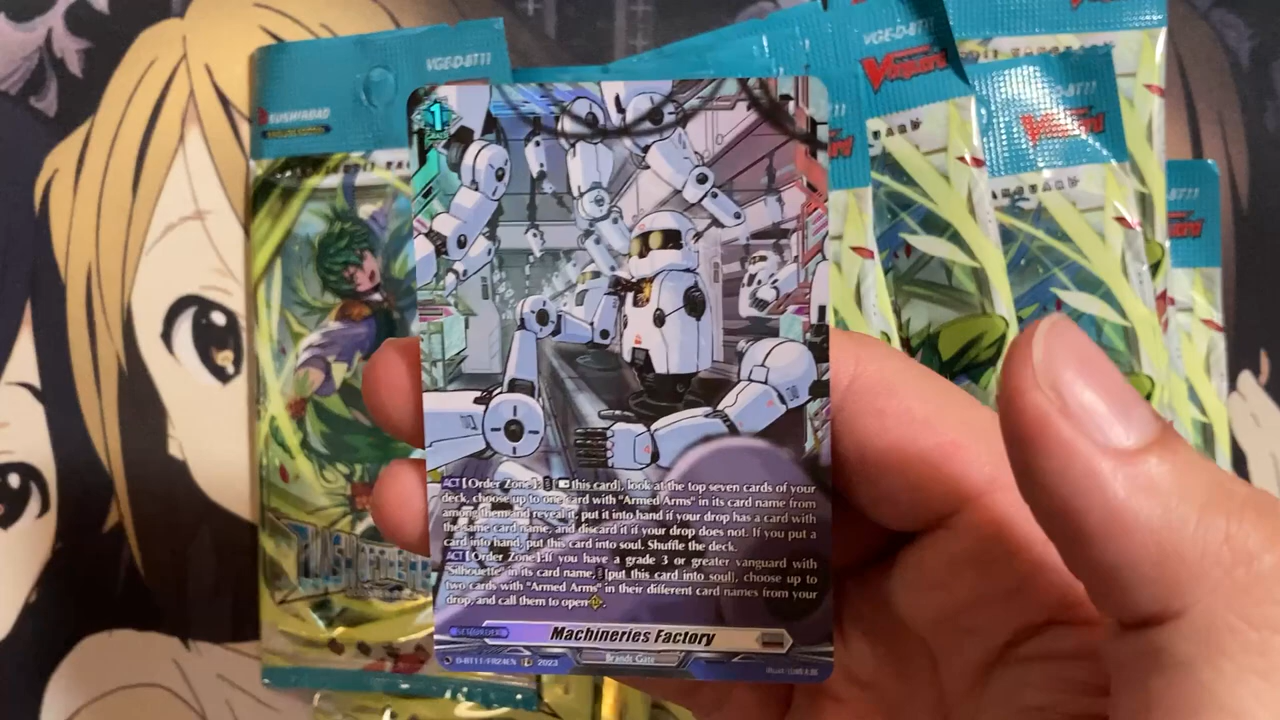 VGE-D-BT11
BUSHIROAD
VGE-D-BT11
VANGUARD
1
ACT【Order Zone】:【this card】, look at the top seven cards of your
deck, choose up to one card with "Armed Arms" in its card name from
among them and reveal it, put it into hand if your drop has a card with
the same card name, and discard it if your drop does not. If you put a
card into hand, put this card into soul. Shuffle the deck.
ACT【Order Zone】:If you have a grade 3 or greater vanguard with
"Silhouette" in its card name, [put this card into soul], choose up to
two cards with "Armed Arms" in their different card names from your
drop, and call them to open
SET ORDER
Machineries Factory
Brandt Gate
D-BT11/FR24EN 2023